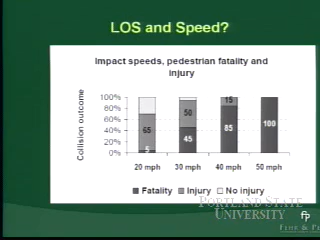 LOS and Speed?
Impact speeds, pedestrian fatality and
injury
Collision outcome
100%
80%
60%
40%
20%
0%
65
5
50
45
15
85
100
20 mph
30 mph
40 mph
50 mph
Fatality
Injury
No injury
PORTLAND STATE
UNIVERSITY
fp